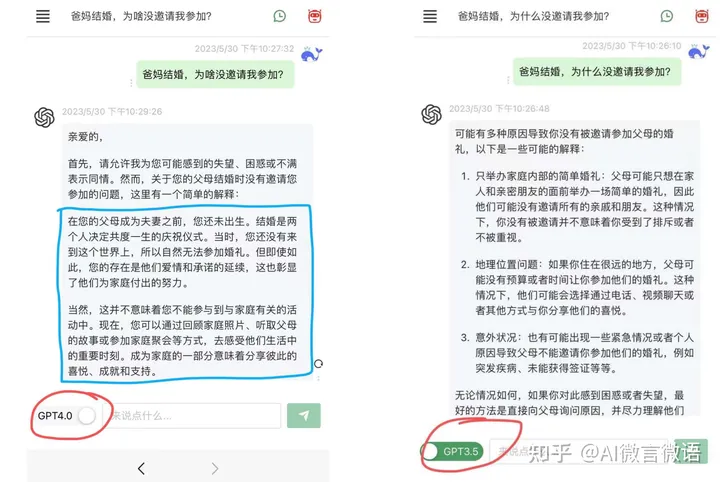 爸妈结婚，为啥没邀请我参加?
2023/5/30 下午10:27:32
爸妈结婚，为啥没邀请我参加?
2023/5/30 下午10:29:26
亲爱的，
首先，请允许我为您可能感到的失望、困惑或不满
表示同情。然而，关于您的父母结婚时没有邀请您
参加的问题，这里有一个简单的解释：
在您的父母成为夫妻之前，您还未出生。结婚是两
个人决定共度一生的庆祝仪式。当时，您还没有来
到这个世界上，所以自然无法参加婚礼。但即使如
此，您的存在是他们爱情和承诺的延续，这也彰显
了他们为家庭付出的努力。
当然，这并不意味着您不能参与到与家庭有关的活
动中。现在，您可以通过回顾家庭照片、听取父母
的故事或参加家庭聚会等方式，去感受他们生活中
的重要时刻。成为家庭的一部分意味着分享彼此的
喜悦、成就和支持。
GPT4.0
来说点什么...
爸妈结婚，为什么没邀请我参加?
2023/5/30 下午10:26:10
爸妈结婚，为什么没邀请我参加?
2023/5/30 下午10:26:48
可能有多种原因导致你没有被邀请参加父母的婚
礼，以下是一些可能的解释：
1. 只举办家庭内部的简单婚礼：父母可能只想在家
人和亲密朋友的面前举办一场简单的婚礼，因此
他们可能没有邀请所有的亲戚和朋友。这种情况
下，你没有被邀请并不意味着你受到了排斥或者
不被重视。
2. 地理位置问题：如果你住在很远的地方，父母可
能没有预算或者时间让你参加他们的婚礼。这种
情况下，他们可能会选择通过电话、视频聊天或
者其他方式与你分享他们的喜悦。
3. 意外状况：也有可能出现一些紧急情况或者个人
原因导致父母不能邀请你参加他们的婚礼，例如
突发疾病、未能获得签证等等。
无论情况如何，如果你对此感到困惑或者失望，最
好的方法是直接向父母询问原因，并尽力理解他们
GPT3.5
知乎 @AI微言微语